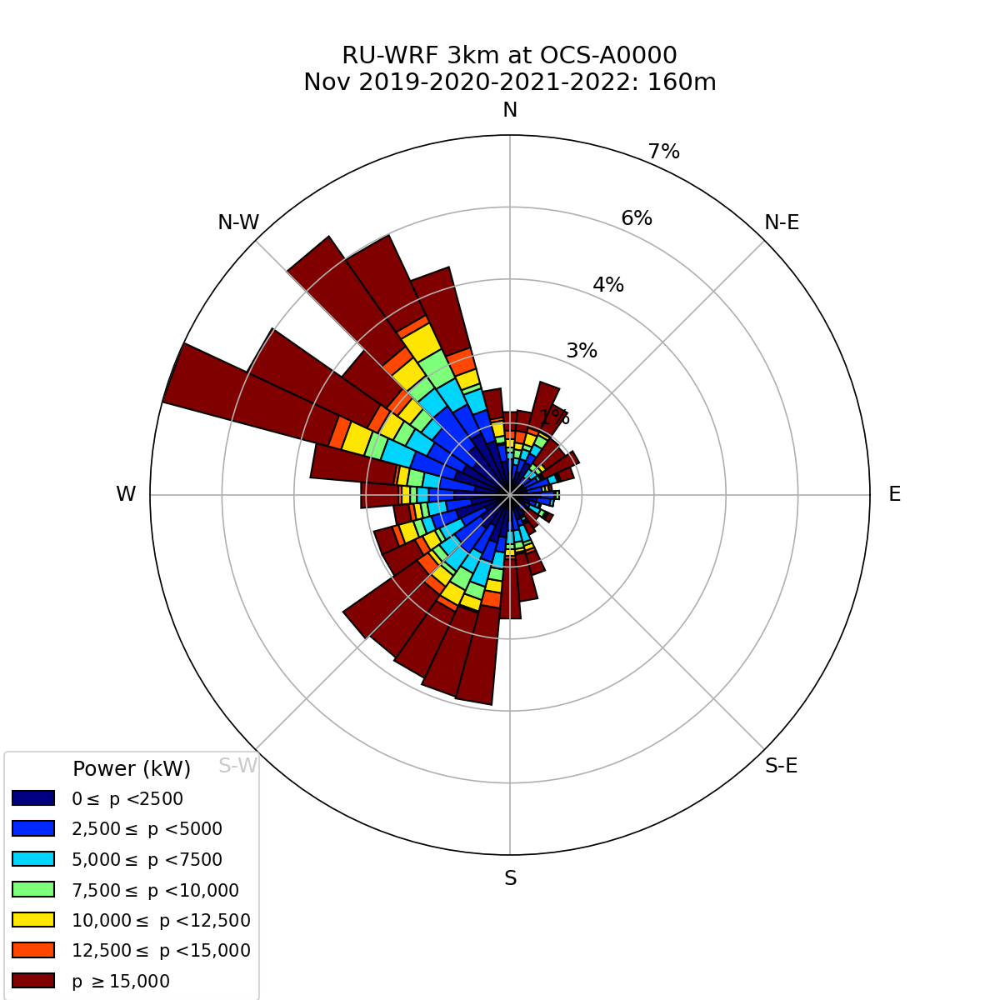 RU-WRF 3km at OCS-A0000
Nov 2019-2020-2021-2022: 160m
N
7%
N-W
6%
N-E
4%
3%
1%
W
E
S-W
S-E
S
Power (kW)
0≤ p <2500
2,500≤ p <5000
5,000≤ p <7500
7,500≤ p <10,000
10,000≤ p <12,500
12,500≤ p <15,000
p ≥15,000